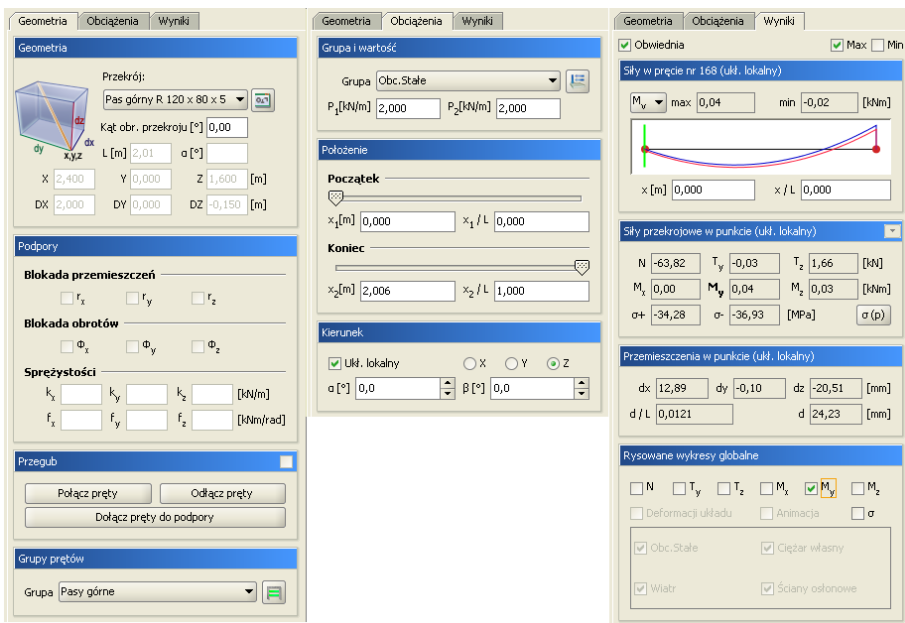 Geometria Obciążenia Wyniki
Geometria
Przekrój:
Pas górny R 120 x 80 x 5
Kąt obr. przekroju [°] 0,00
dz
dy x,y,z dx
L [m] 2,01 α [°]
X 2,400 Y 0,000 Z 1,600 [m]
DX 2,000 DY 0,000 DZ -0,150 [m]
Podpory
Blokada przemieszczeń
rx ry rz
Blokada obrotów
Φx Φy Φz
Sprężystości
kx ky kz [kN/m]
fx fy fz [kNm/rad]
Przegub
Połącz pręty Odłącz pręty
Dołącz pręty do podpory
Grupy prętów
Grupa Pasy górne
Geometria Obciążenia Wyniki
Grupa i wartość
Grupa Obc.Stałe
P1[kN/m] 2,000 P2[kN/m] 2,000
Położenie
Początek
x1[m] 0,000 x1 / L 0,000
Koniec
x2[m] 2,006 x2 / L 1,000
Kierunek
Ukł. lokalny X Y Z
α [°] 0,0 β [°] 0,0
Geometria Obciążenia Wyniki
Obwiednia Max Min
Siły w pręcie nr 168 (ukł. lokalny)
My max 0,04 min -0,02 [kNm]
x [m] 0,000 x / L 0,000
Siły przekrojowe w punkcie (ukł. lokalny)
N -63,82 Ty -0,03 Tz 1,66 [kN]
Mx 0,00 My 0,04 Mz 0,03 [kNm]
σ+ -34,28 σ- -36,93 [MPa] σ (p)
Przemieszczenia w punkcie (ukł. lokalny)
dx 12,89 dy -0,10 dz -20,51 [mm]
d / L 0,0121 d 24,23 [mm]
Rysowane wykresy globalne
N Ty Tz Mx My Mz
Deformacji układu Animacja σ
Obc.Stałe Ciężar własny
Wiatr Ściany osłonowe